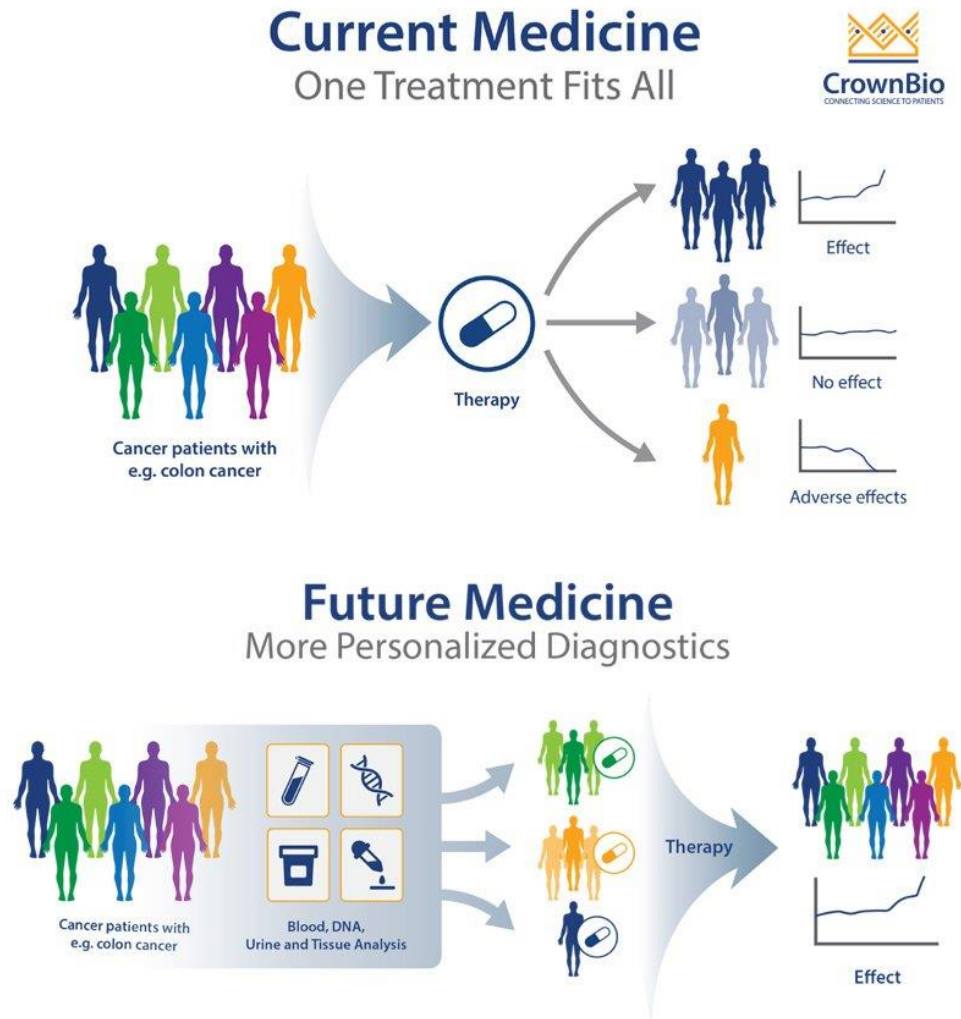 Current Medicine
One Treatment Fits All
CrownBio
CONNECTING SCIENCE TO PATIENTS
Effect
No effect
Therapy
Cancer patients with
e.g. colon cancer
Adverse effects
Future Medicine
More Personalized Diagnostics
Therapy
Cancer patients with
e.g. colon cancer
Blood, DNA,
Urine and Tissue Analysis
Effect